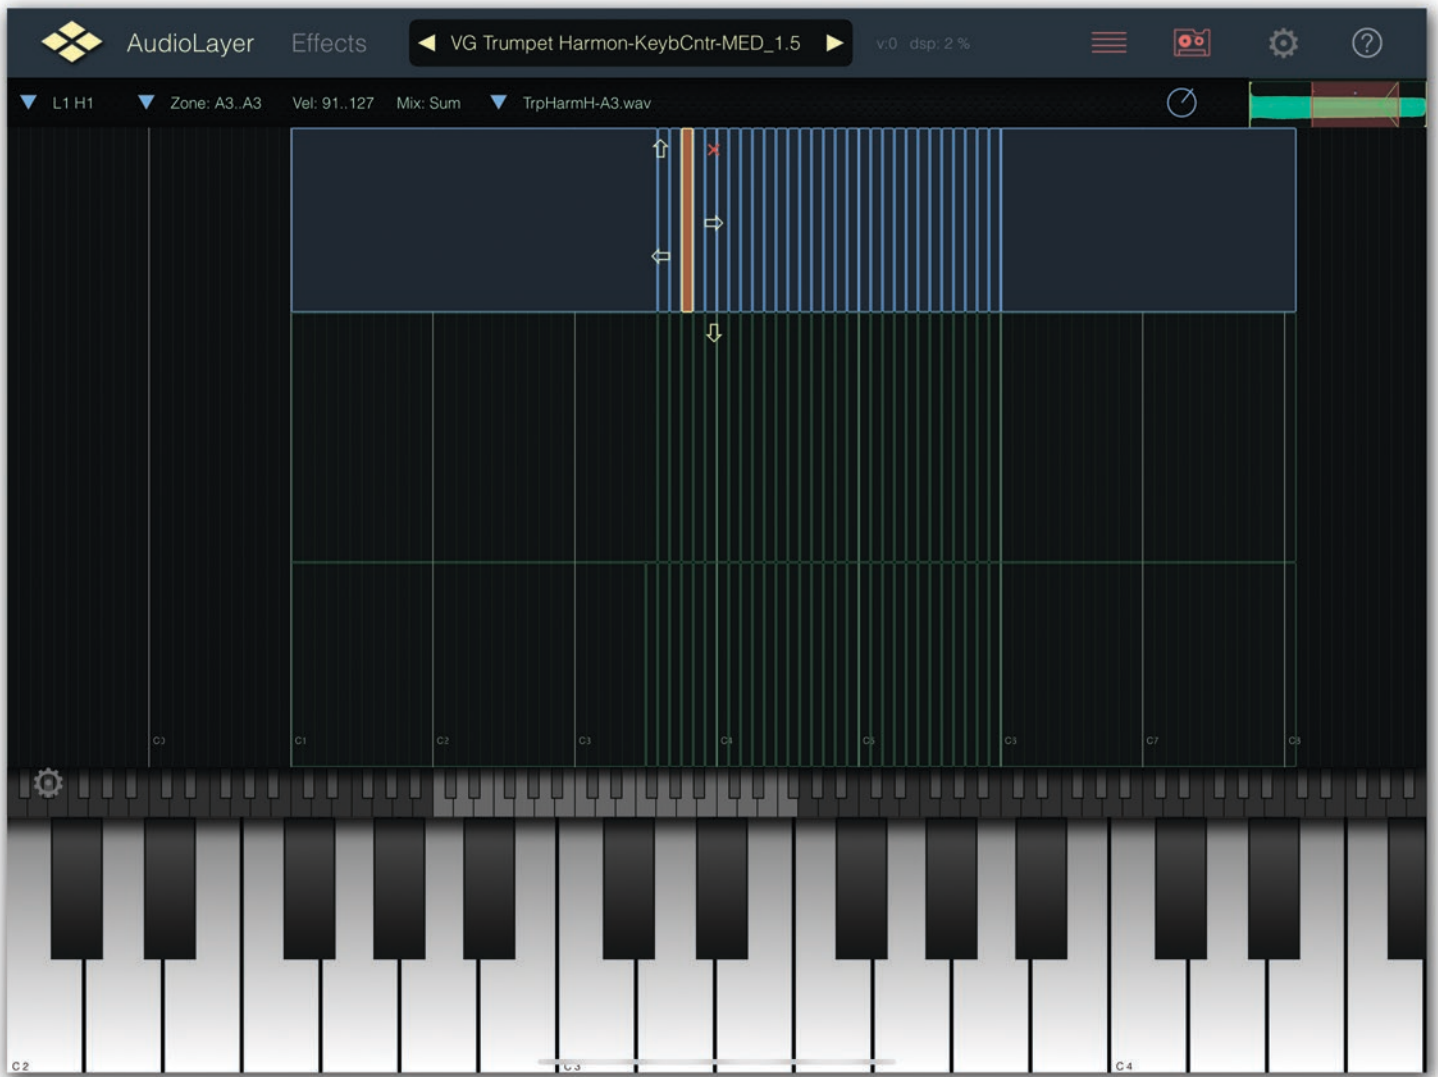 AudioLayer Effects VG Trumpet Harmon-KeybCntr-MED_1.5 v:0 dsp: 2 % ?
L1 H1 Zone: A3..A3 Vel: 91..127 Mix: Sum TrpHarmH-A3.wav
C1 C2 C3 C4 C7
C2 C3 C4